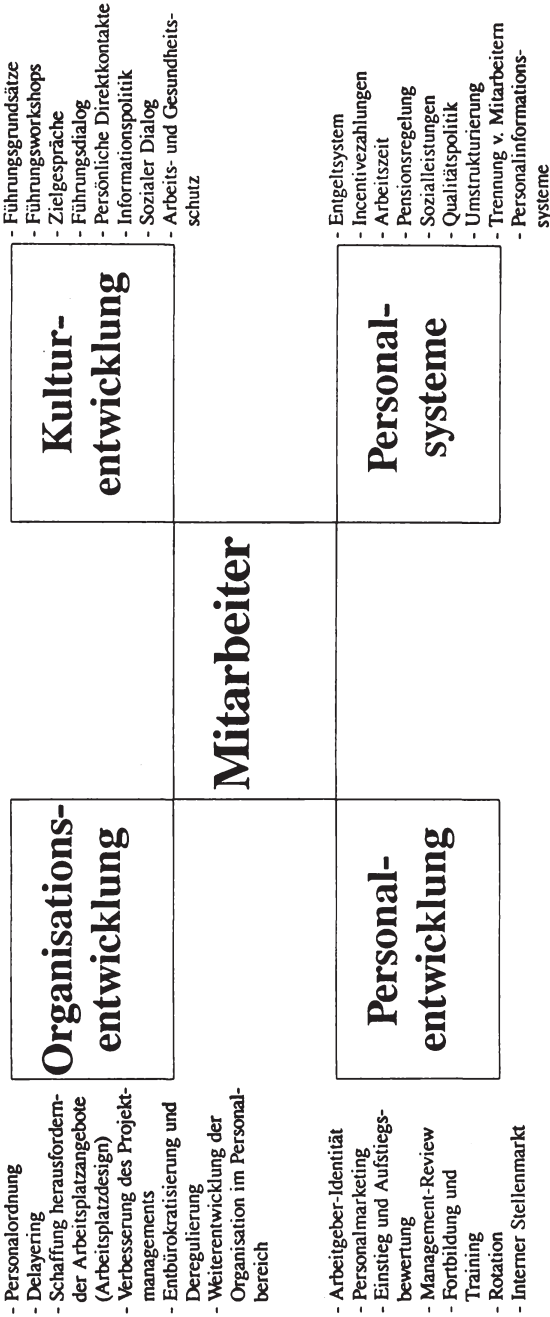 - Personalordnung
- Delayering
- Schaffung herausfordern-
der Arbeitsplatzangebote
(Arbeitsplatzdesign)
- Verbesserung des Projekt-
managements
- Entbürokratisierung und
Deregulierung
- Weiterentwicklung der
Organisation im Personal-
bereich
Organisations-
entwicklung
Kultur-
entwicklung
- Führungsgrundsätze
- Führungsworkshops
- Zielgespräche
- Führungsdialog
- Persönliche Direktkontakte
- Informationspolitik
- Sozialer Dialog
- Arbeits- und Gesundheits-
schutz
Mitarbeiter
- Arbeitgeber-Identität
- Personalmarketing
- Einstieg und Aufstiegs-
bewertung
- Management-Review
- Fortbildung und
Training
- Rotation
- Interner Stellenmarkt
Personal-
entwicklung
Personal-
systeme
- Entgeltsystem
- Incentivezahlungen
- Arbeitszeit
- Pensionsregelung
- Sozialleistungen
- Qualitätspolitik
- Umstrukturierung
- Trennung v. Mitarbeitern
- Personalinformations-
systeme